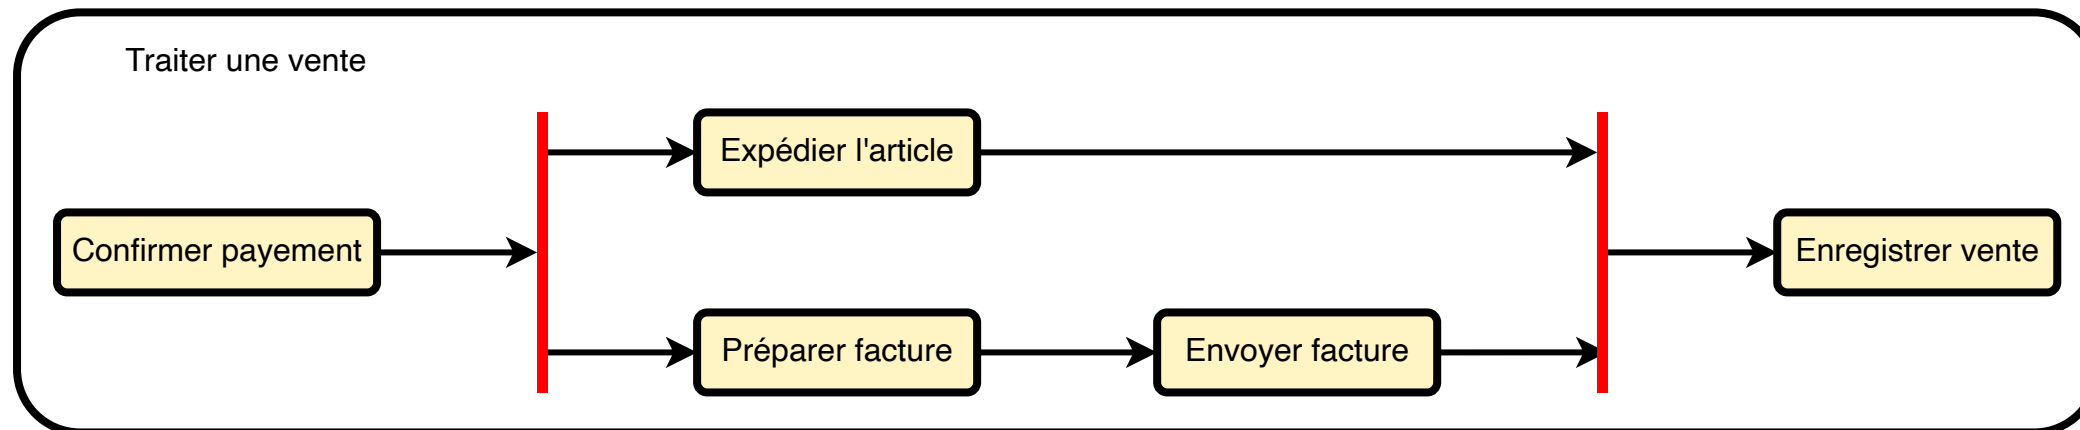 Traiter une vente
Expédier l'article
Confirmer payement
Enregistrer vente
Préparer facture
Envoyer facture